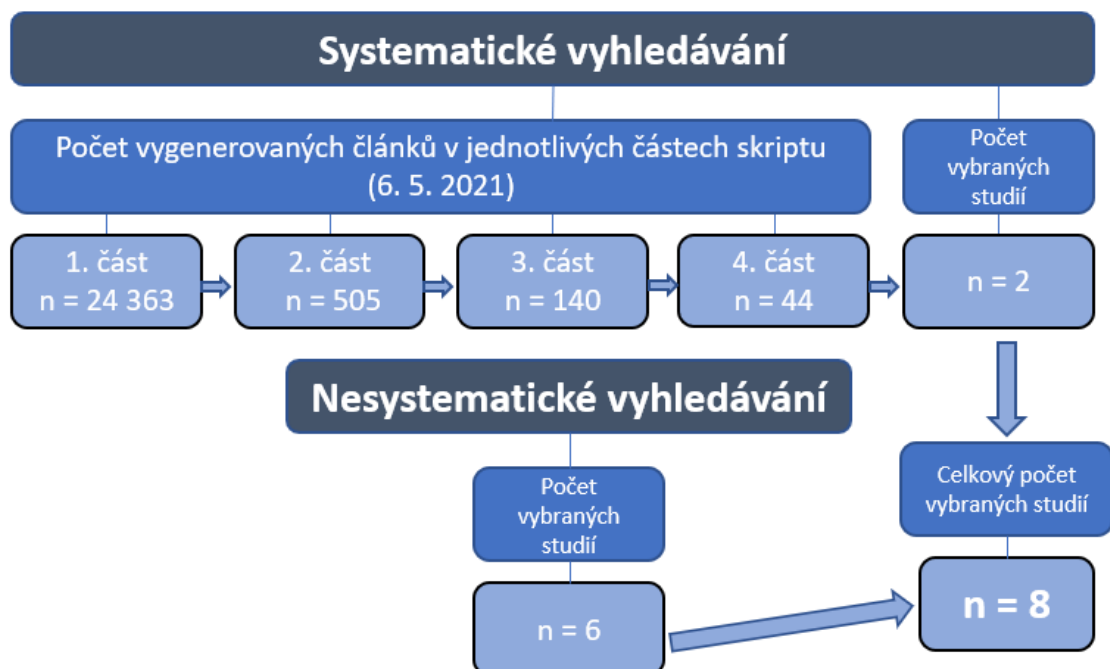 Systematické vyhledávání
Počet vygenerovaných článků v jednotlivých částech skriptu
(6. 5. 2021)
Počet
vybraných
studií
1. část
n = 24 363
2. část
n = 505
3. část
n = 140
4. část
n = 44
n = 2
Nesystematické vyhledávání
Počet
vybraných
studií
n = 6
Celkový počet
vybraných studií
n = 8